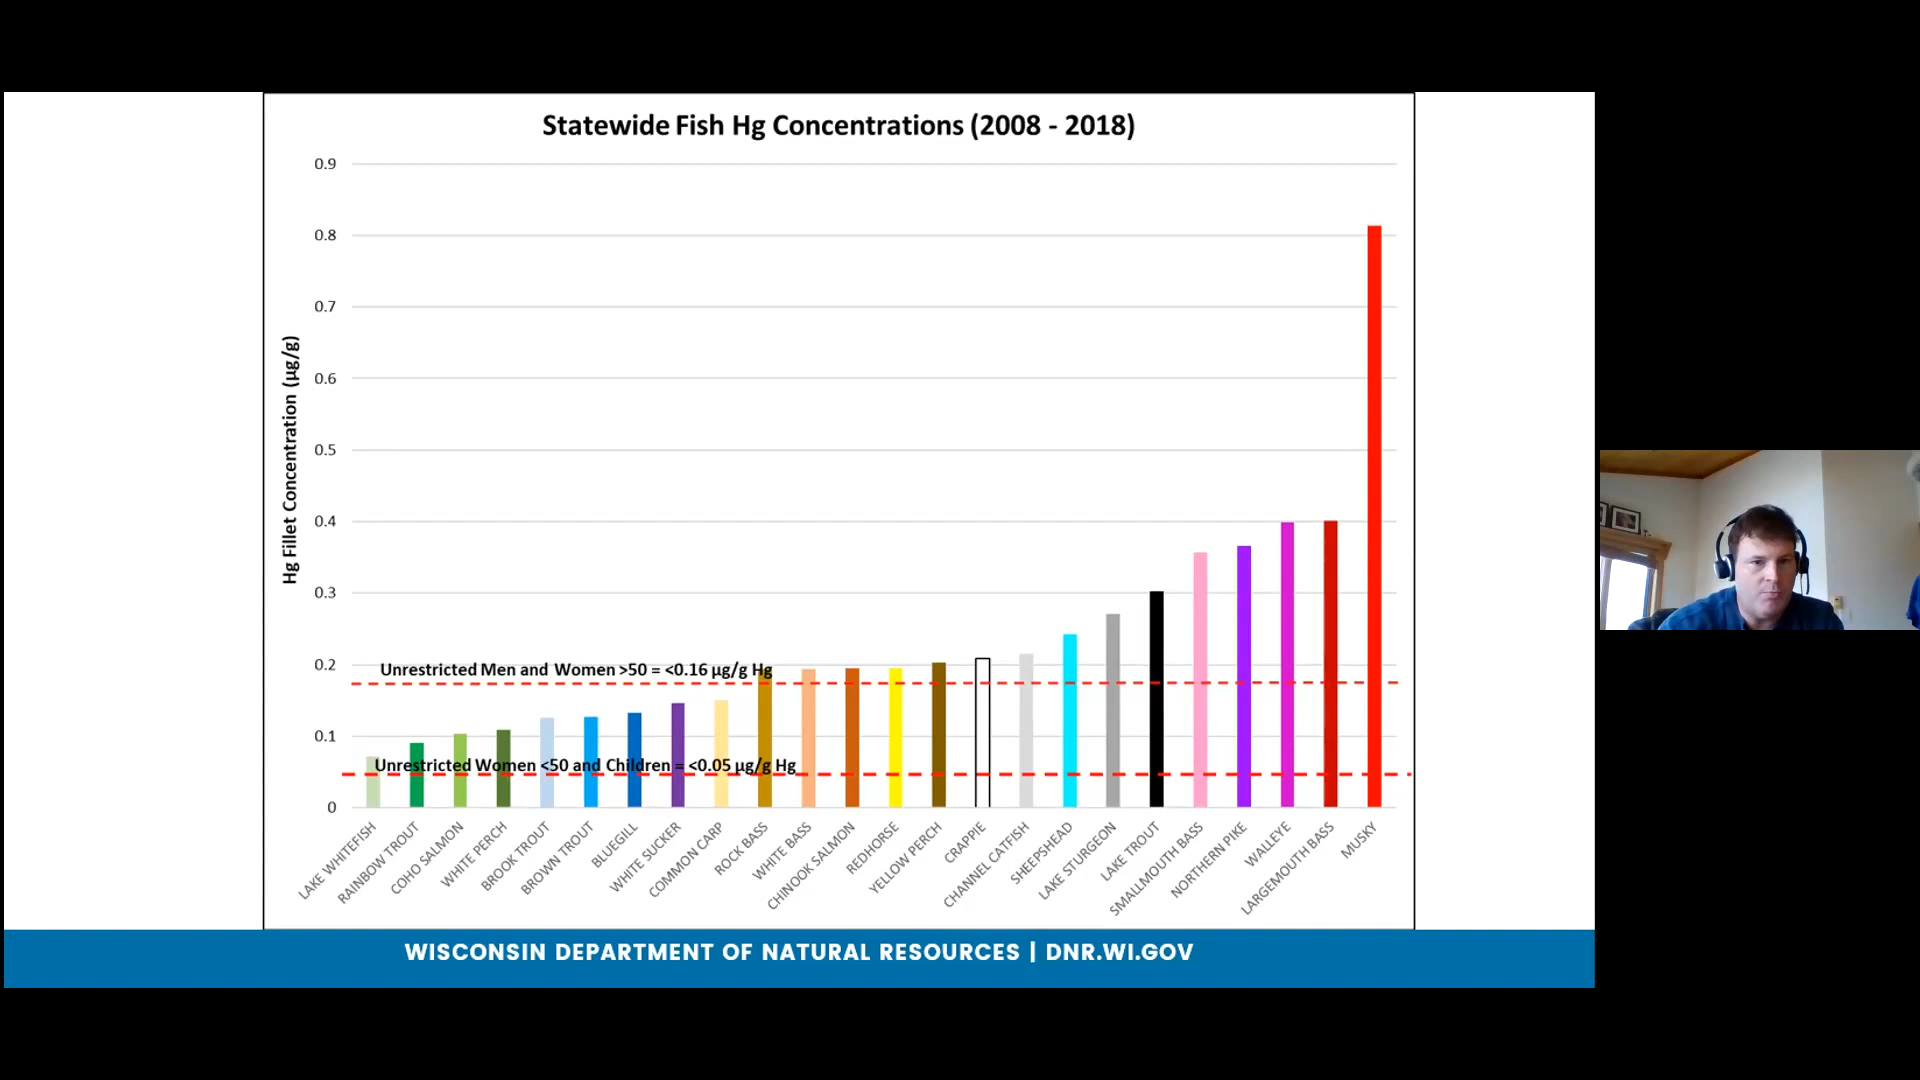 Statewide Fish Hg Concentrations (2008 - 2018)
Hg Fillet Concentration (µg/g)
0.9
0.8
0.7
0.6
0.5
0.4
0.3
0.2
0.1
0
Unrestricted Men and Women >50 = <0.16 µg/g Hg
Unrestricted Women <50 and Children = <0.05 µg/g Hg
LAKE WHITEFISH
RAINBOW TROUT
COHO SALMON
WHITE PERCH
BROOK TROUT
BROWN TROUT
BLUEGILL
WHITE SUCKER
COMMON CARP
ROCK BASS
WHITE BASS
CHINOOK SALMON
REDHORSE
YELLOW PERCH
CRAPPIE
CHANNEL CATFISH
SHEEPSHEAD
LAKE STURGEON
LAKE TROUT
SMALLMOUTH BASS
NORTHERN PIKE
WALLEYE
LARGEMOUTH BASS
MUSKY
WISCONSIN DEPARTMENT OF NATURAL RESOURCES | DNR.WI.GOV